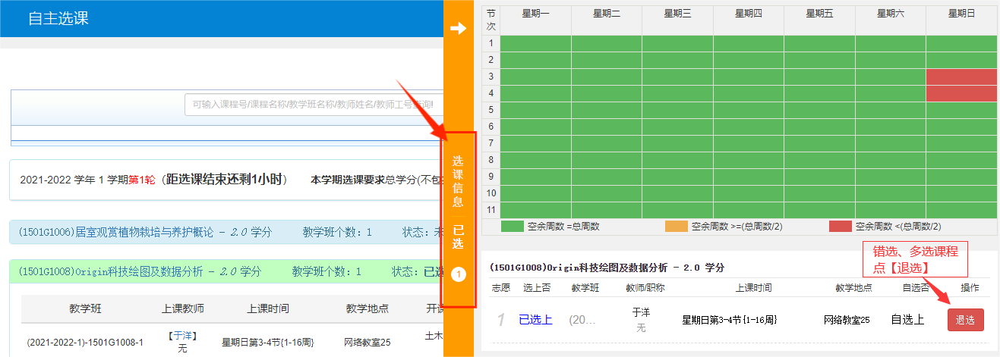 自主选课
可输入课程号/课程名称/教学班名称/教师姓名/教师工号查询!
2021-2022 学年 1 学期第1轮（距选课结束还剩1小时） 本学期选课要求总学分(不包
(1501G1006)居室观赏植物栽培与养护概论 - 2.0 学分 教学班个数：1 状态：未
(1501G1008)Origin科技绘图及数据分析 - 2.0 学分 教学班个数：1 状态：已选
教学班 上课教师 上课时间 教学地点 开课
(2021-2022-1)-1501G1008-1 【于洋】 无 星期日第3-4节{1-16周} 网络教室25 土木
选课信息
已选
1
节次 星期一 星期二 星期三 星期四 星期五 星期六 星期日
1
2
3
4
5
6
7
8
9
10
11
空余周数 =总周数 空余周数 >=(总周数/2) 空余周数 <(总周数/2)
错选、多选课程
点【退选】
(1501G1008)Origin科技绘图及数据分析 - 2.0 学分
志愿 选上否 教学班 教师/职称 上课时间 教学地点 自选否 操作
1 已选上 (20... 于洋 无 星期日第3-4节{1-16周} 网络教室25 自选上 退选